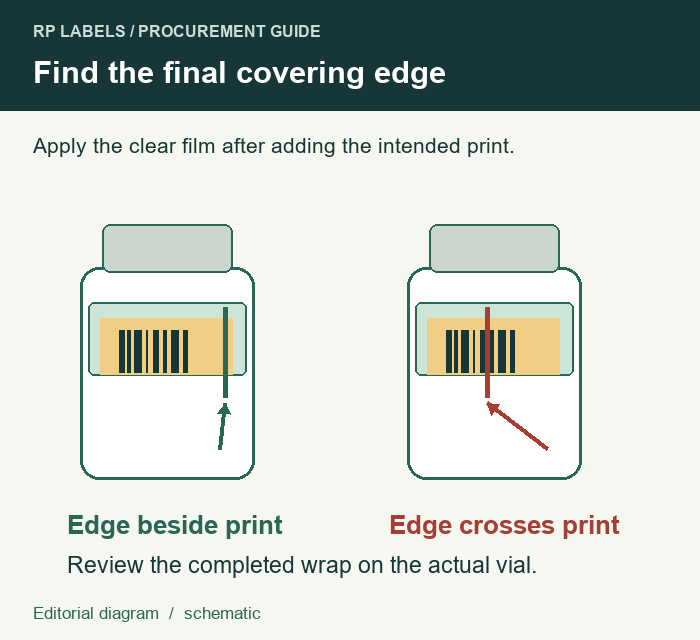 RP LABELS / PROCUREMENT GUIDE
Find the final covering edge
Apply the clear film after adding the intended print.
Edge beside print
Edge crosses print
Review the completed wrap on the actual vial.
Editorial diagram / schematic